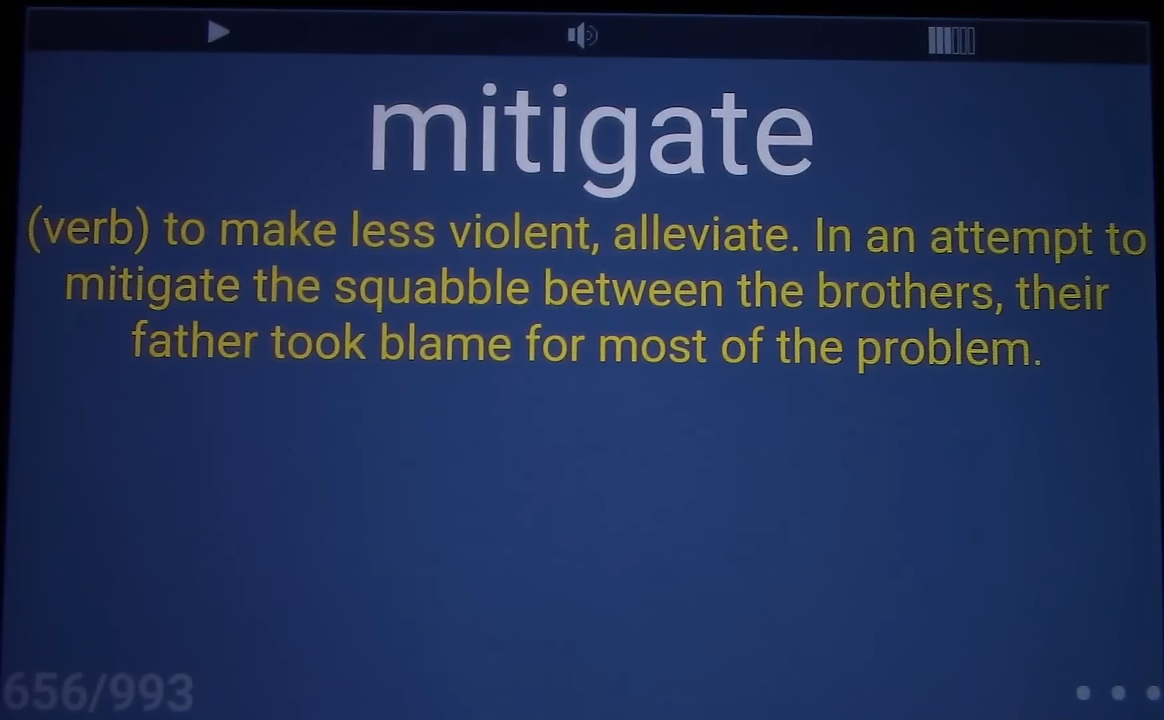 mitigate
(verb) to make less violent, alleviate. In an attempt to
mitigate the squabble between the brothers, their
father took blame for most of the problem.
656/993